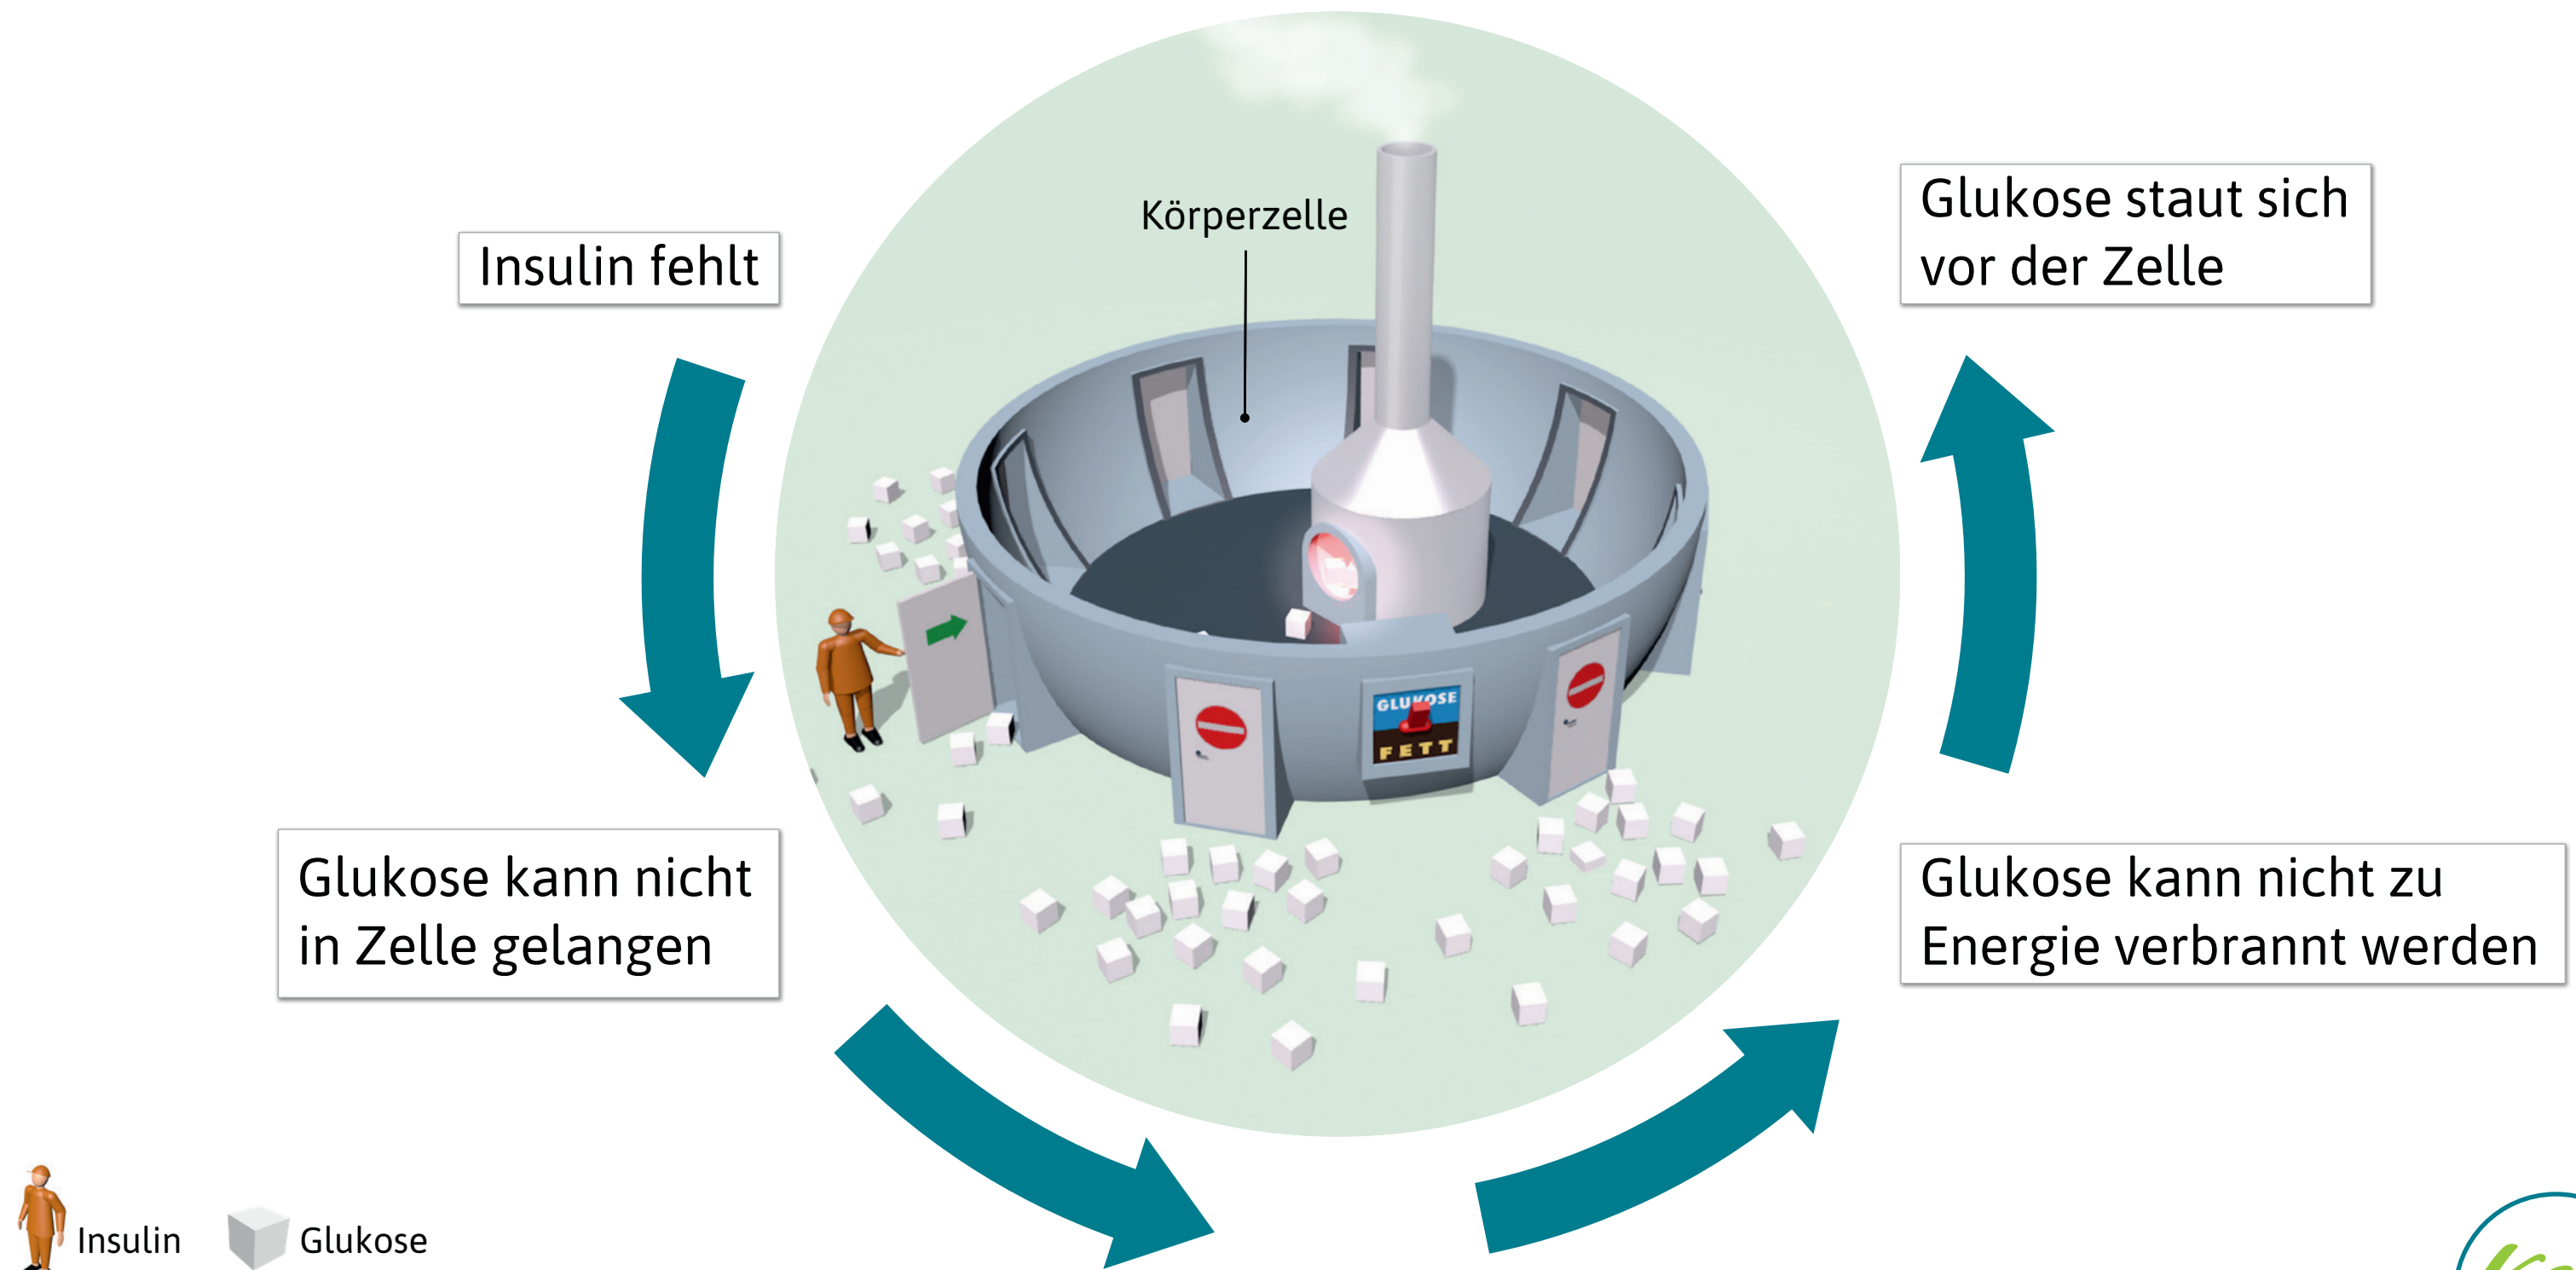 Insulin fehlt
Glukose kann nicht
in Zelle gelangen
Körperzelle
GLUKOSE
FETT
Glukose staut sich
vor der Zelle
Glukose kann nicht zu
Energie verbrannt werden
Insulin
Glukose